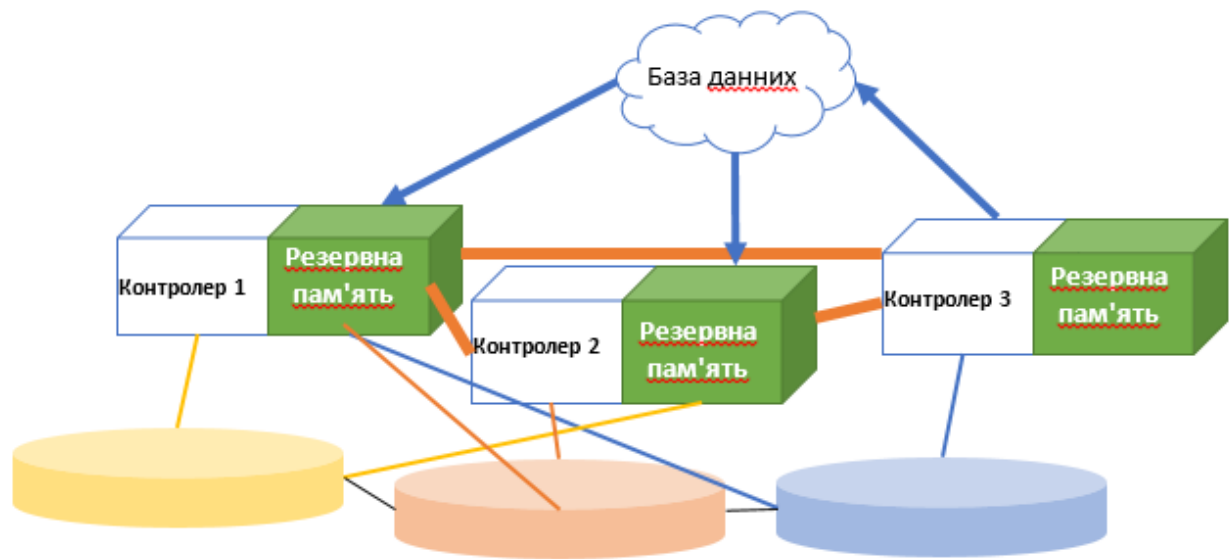 База данних
Контролер 1
Резервна
пам'ять
Контролер 2
Резервна
пам'ять
Контролер 3
Резервна
пам'ять